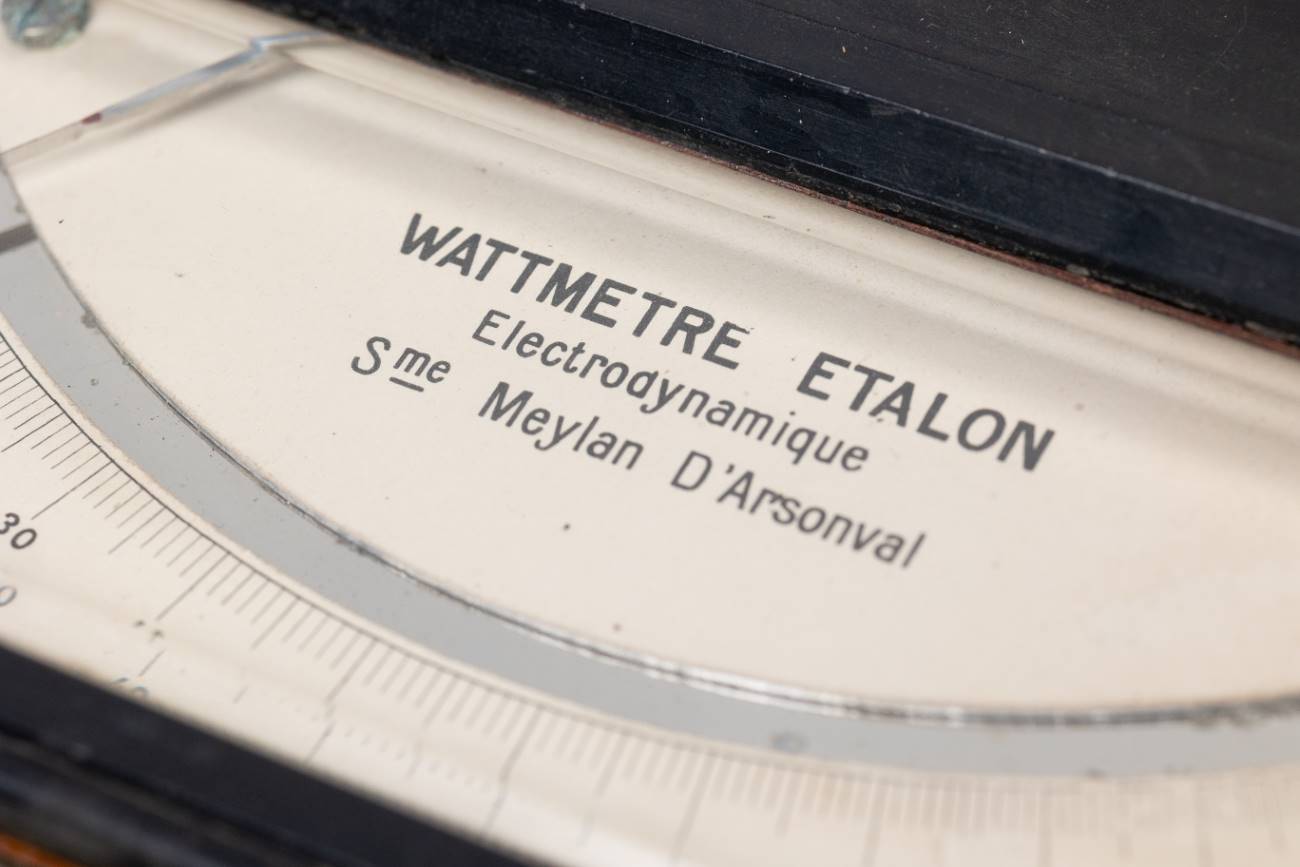 WATTMETRE ETALON
Electrodynamique
Sme Meylan D'Arsonval
30